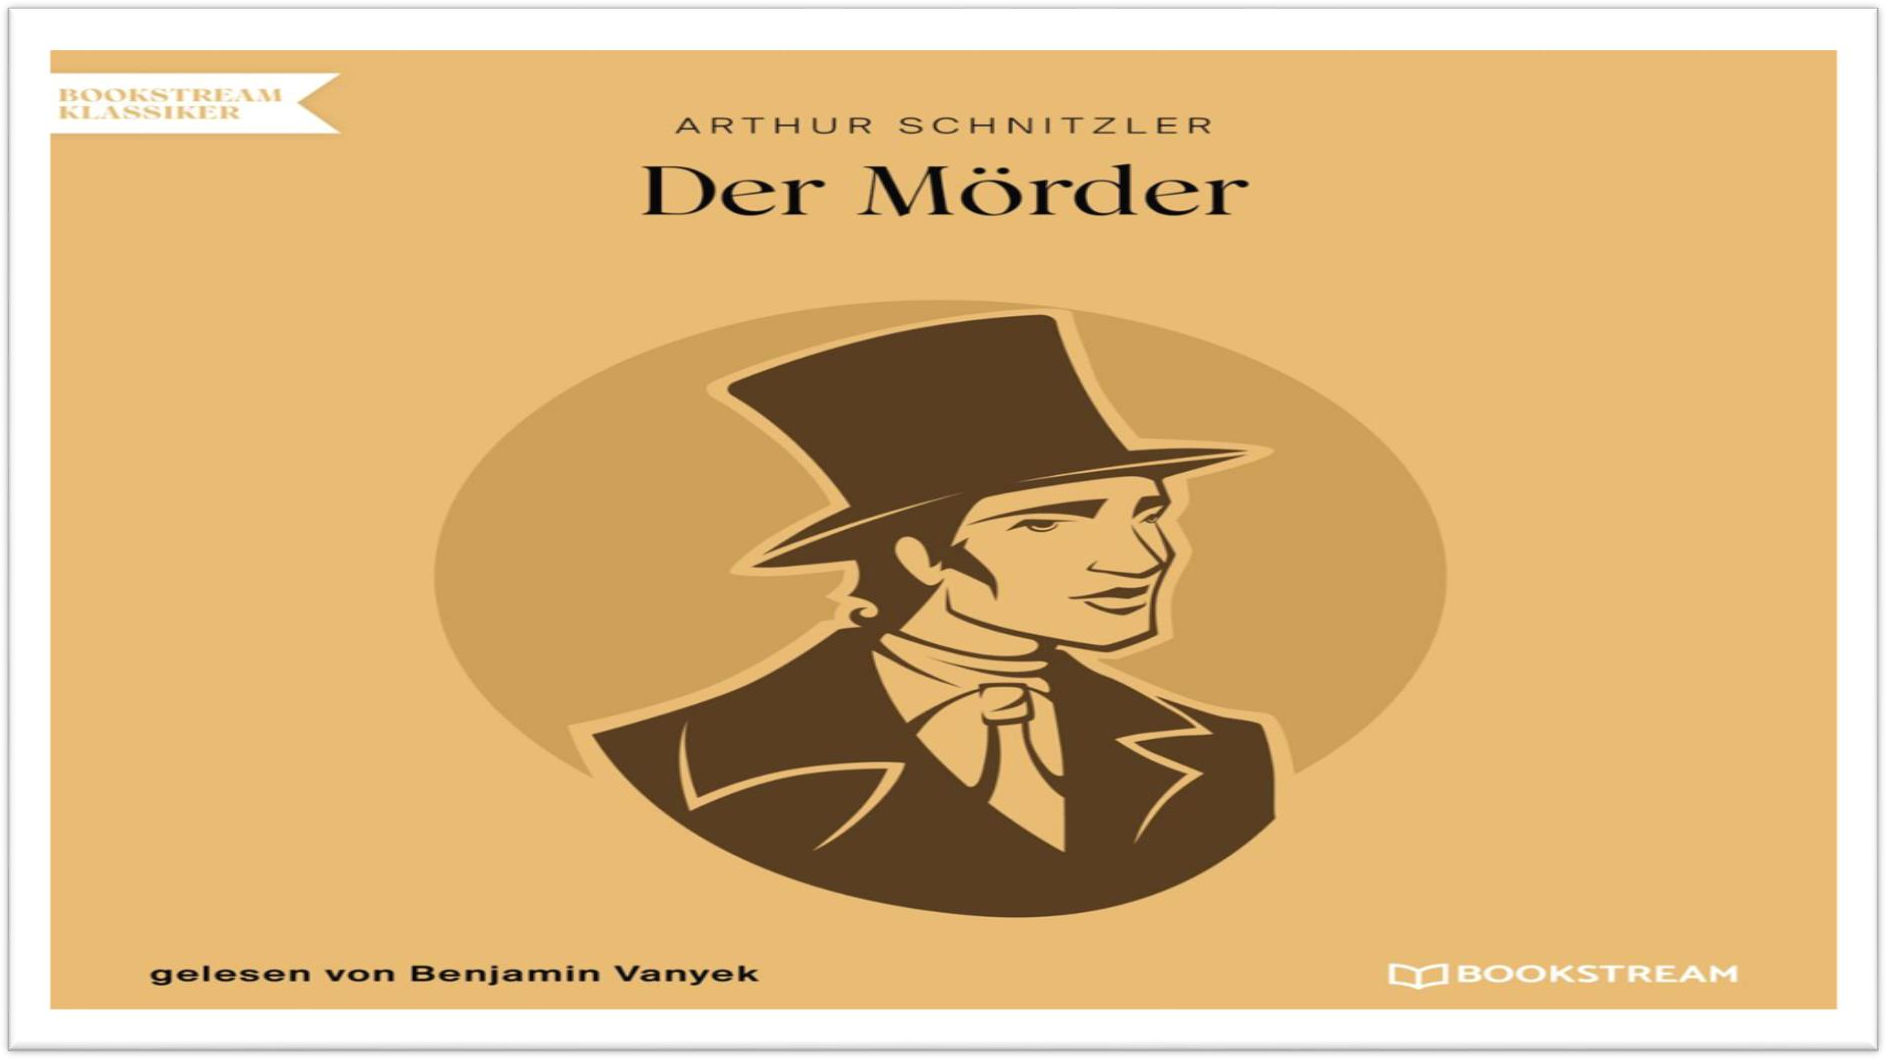 BOOKSTREAM
KLASSIKER
ARTHUR SCHNITZLER
Der Mörder
gelesen von Benjamin Vanyek
BOOKSTREAM